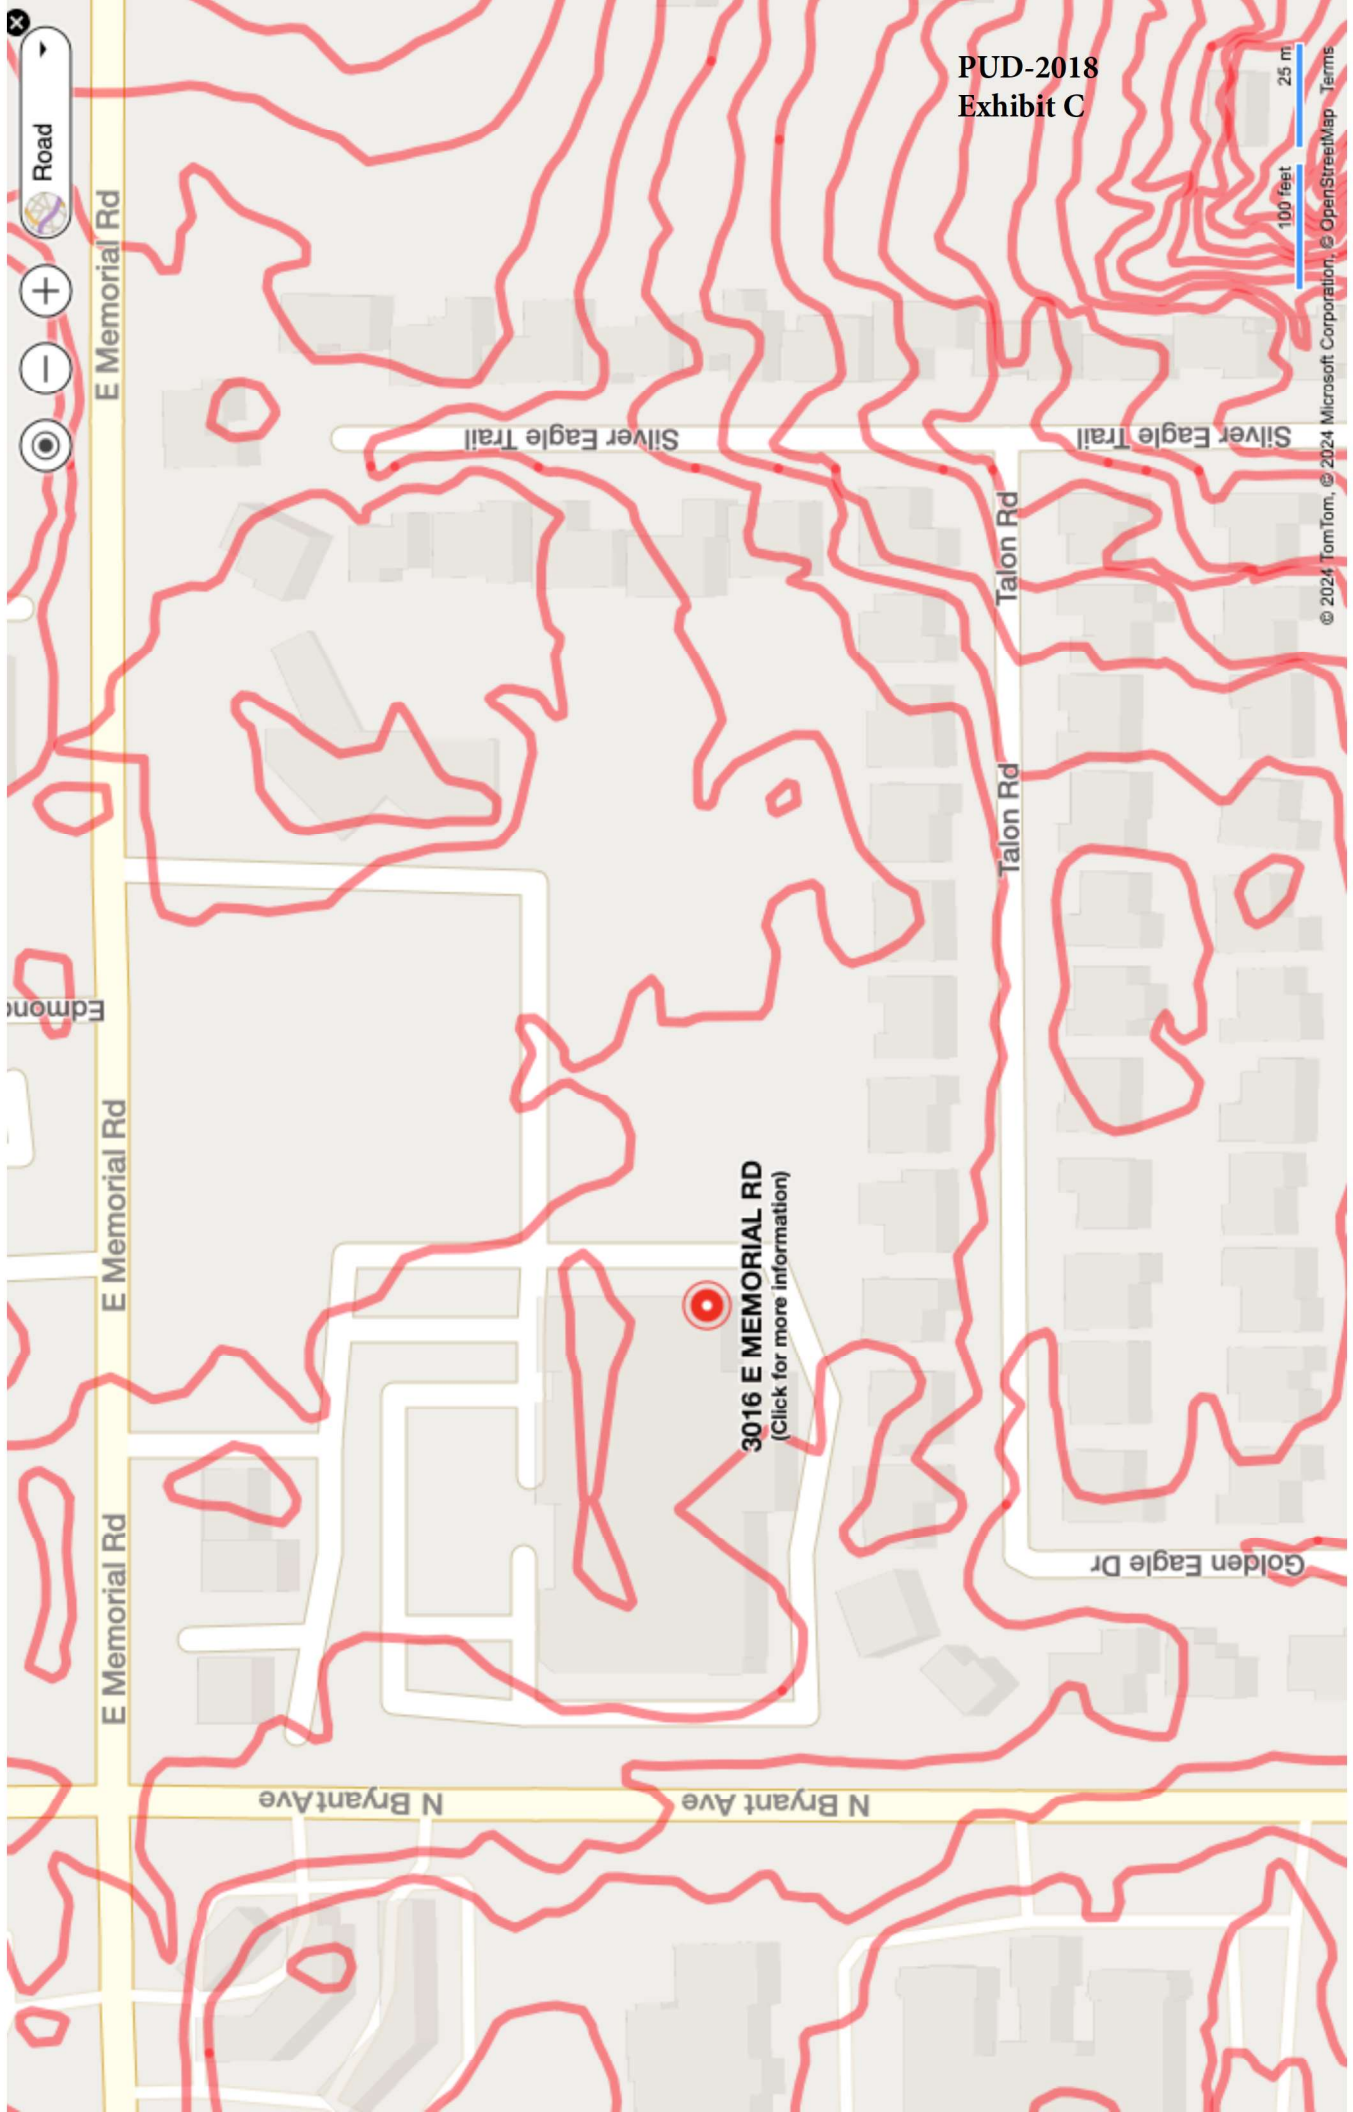 PUD-2018
Exhibit C
Road
E Memorial Rd
E Memorial Rd
E Memorial Rd
E Memorial Rd
Edmond
Silver Eagle Trail
Silver Eagle Trail
Talon Rd
Talon Rd
3016 E MEMORIAL RD
(Click for more information)
Golden Eagle Dr
N Bryant Ave
N Bryant Ave
100 feet
25 m
© 2024 TomTom, © 2024 Microsoft Corporation, © OpenStreetMap Terms